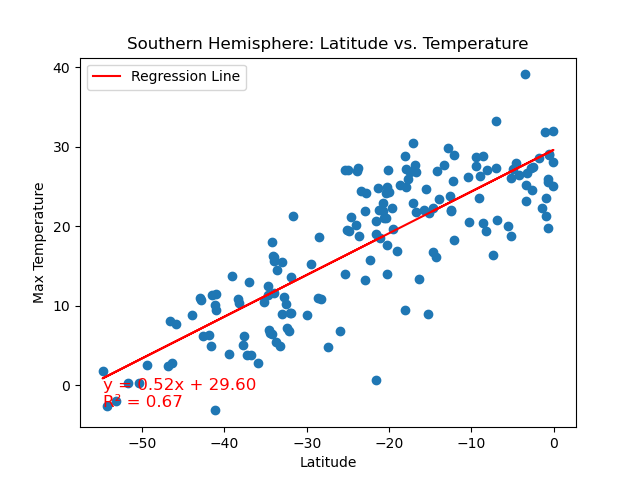 Southern Hemisphere: Latitude vs. Temperature
Regression Line
Max Temperature
40
30
20
10
0
y = 0.52x + 29.60
R² = 0.67
−50
−40
−30
−20
−10
0
Latitude